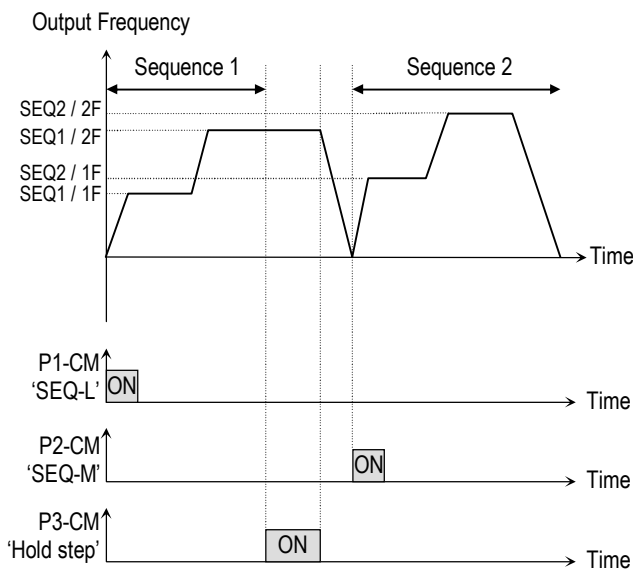 Output Frequency
Sequence 1
Sequence 2
SEQ2 / 2F
SEQ1 / 2F
SEQ2 / 1F
SEQ1 / 1F
Time
P1-CM
'SEQ-L'
ON
Time
P2-CM
'SEQ-M'
ON
Time
P3-CM
'Hold step'
ON
Time